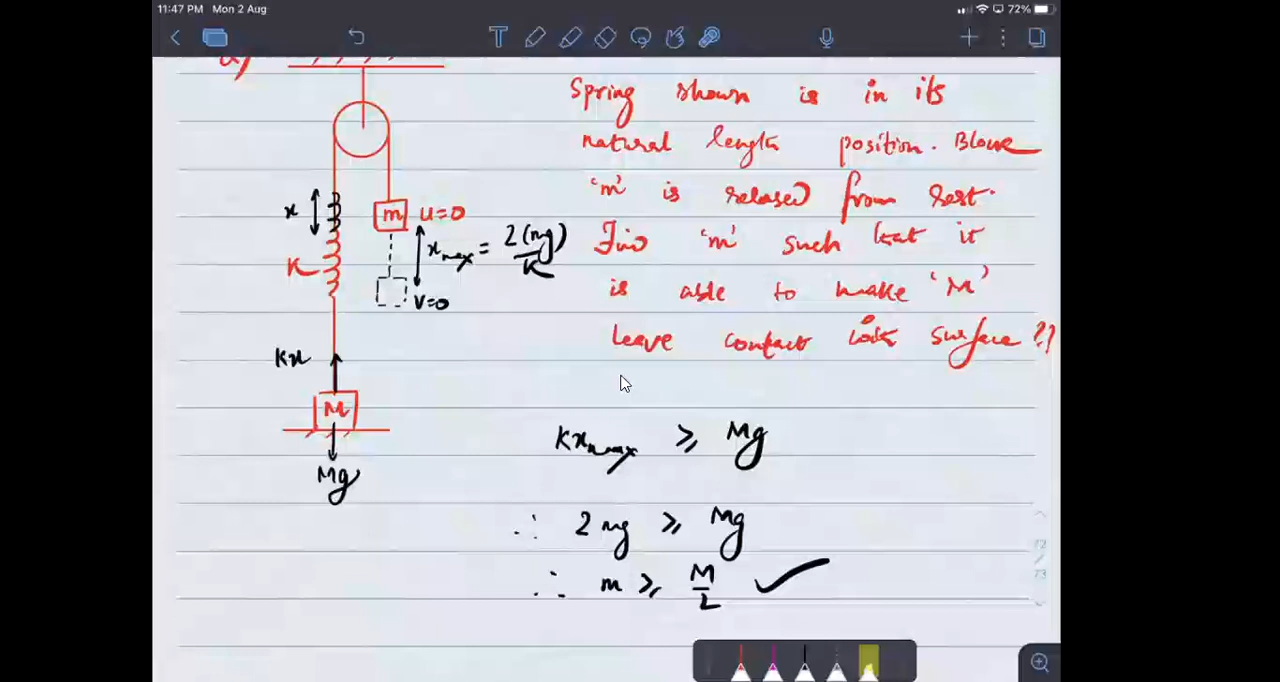 11:47 PM Mon 2 Aug
72%
a)
Spring shown is in its
natural length position. Block
'm' is released from rest.
Find 'm' such that it
is able to make 'M'
leave contact with surface??
x
m u=0
x_max = 2(mg)/K
K
v=0
Kx
M
Mg
Kx_max ⩾ Mg
∴ 2mg ⩾ Mg
∴ m ⩾ M/2 ✓
72
73